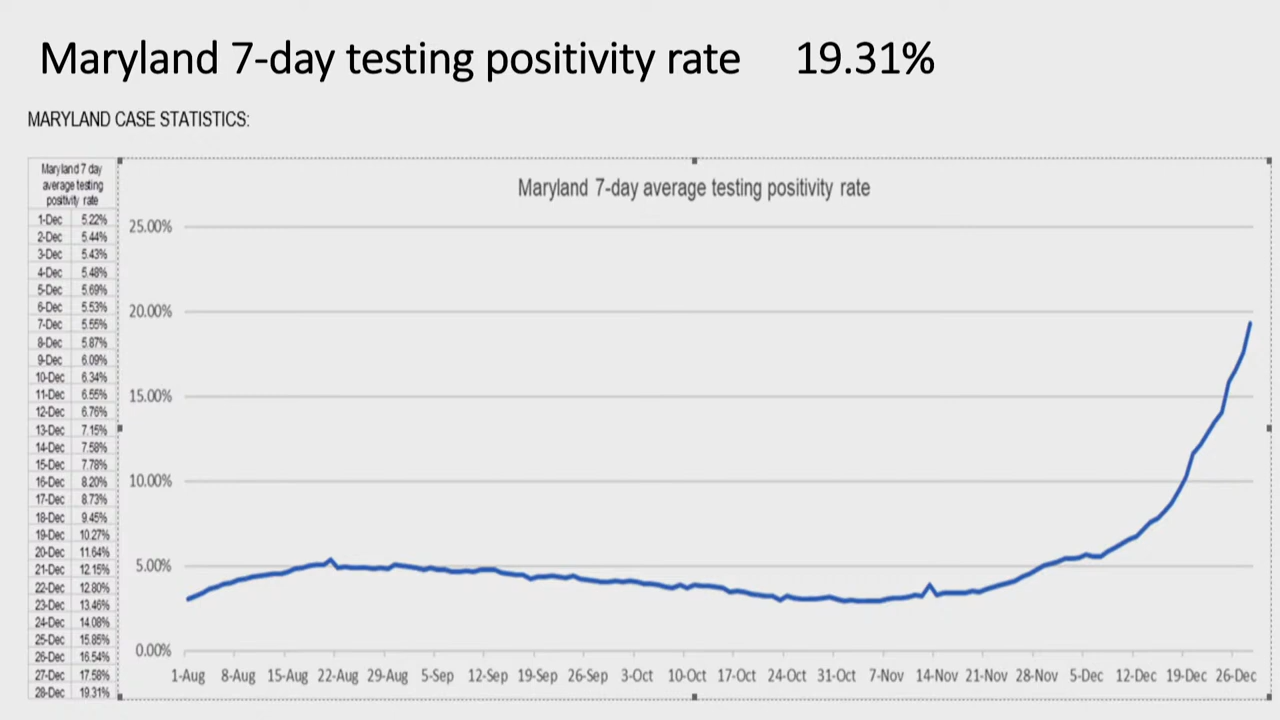 Maryland 7-day testing positivity rate 19.31%
MARYLAND CASE STATISTICS:
Maryland 7 day
average testing
positivity rate
1-Dec 5.22%
2-Dec 5.44%
3-Dec 5.43%
4-Dec 5.48%
5-Dec 5.69%
6-Dec 5.53%
7-Dec 5.55%
8-Dec 5.87%
9-Dec 6.09%
10-Dec 6.34%
11-Dec 6.55%
12-Dec 6.76%
13-Dec 7.15%
14-Dec 7.58%
15-Dec 7.78%
16-Dec 8.20%
17-Dec 8.73%
18-Dec 9.45%
19-Dec 10.27%
20-Dec 11.64%
21-Dec 12.15%
22-Dec 12.80%
23-Dec 13.46%
24-Dec 14.08%
25-Dec 15.85%
26-Dec 16.54%
27-Dec 17.58%
28-Dec 19.31%
Maryland 7-day average testing positivity rate
25.00%
20.00%
15.00%
10.00%
5.00%
0.00%
1-Aug 8-Aug 15-Aug 22-Aug 29-Aug 5-Sep 12-Sep 19-Sep 26-Sep 3-Oct 10-Oct 17-Oct 24-Oct 31-Oct 7-Nov 14-Nov 21-Nov 28-Nov 5-Dec 12-Dec 19-Dec 26-Dec